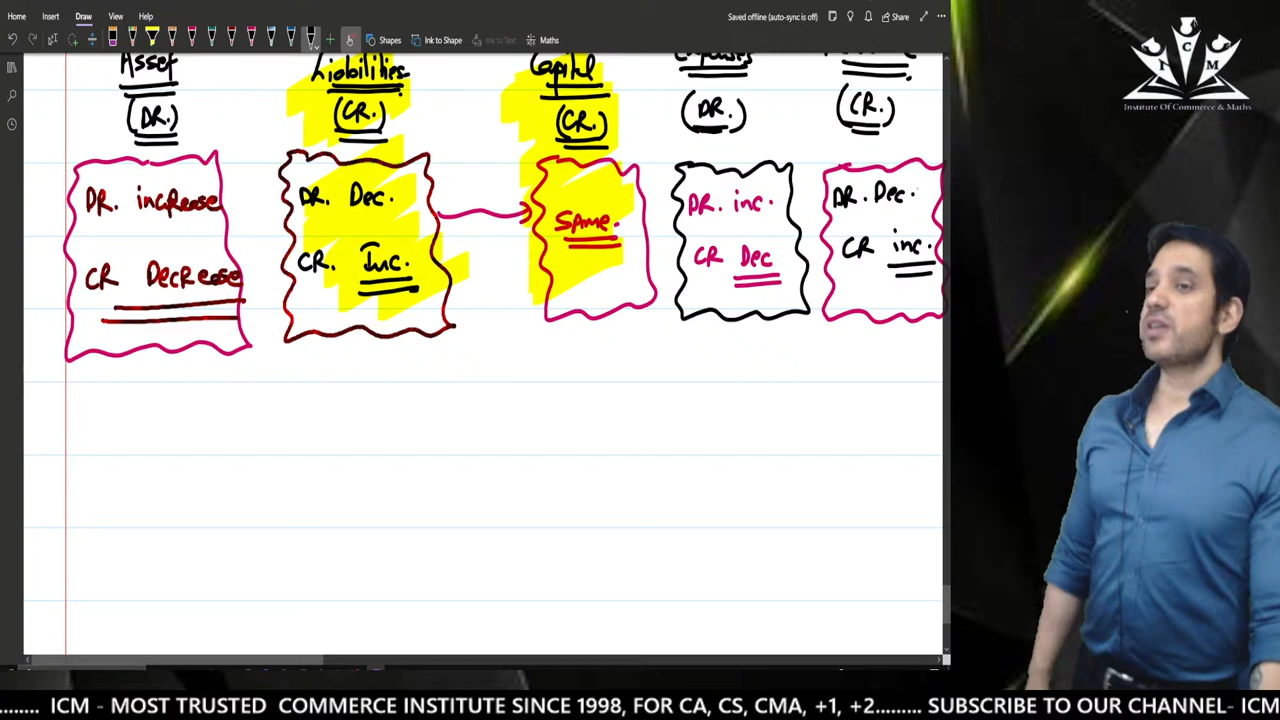 Home Insert Draw View Help
Saved offline (auto-sync is off)
Share
Shapes
Ink to Shape
Ink to Text
Maths
Asset
Liabilities
Capital
(DR.)
(CR.)
(CR.)
(DR.)
(CR.)
DR. increase
CR Decrease
DR. Dec.
CR. Inc.
SAme.
DR. inc.
CR Dec
DR. Dec.
CR inc.
I C M
Institute Of Commerce & Maths
ICM - MOST TRUSTED COMMERCE INSTITUTE SINCE 1998, FOR CA, CS, CMA, +1, +2......... SUBSCRIBE TO OUR CHANNEL- ICM